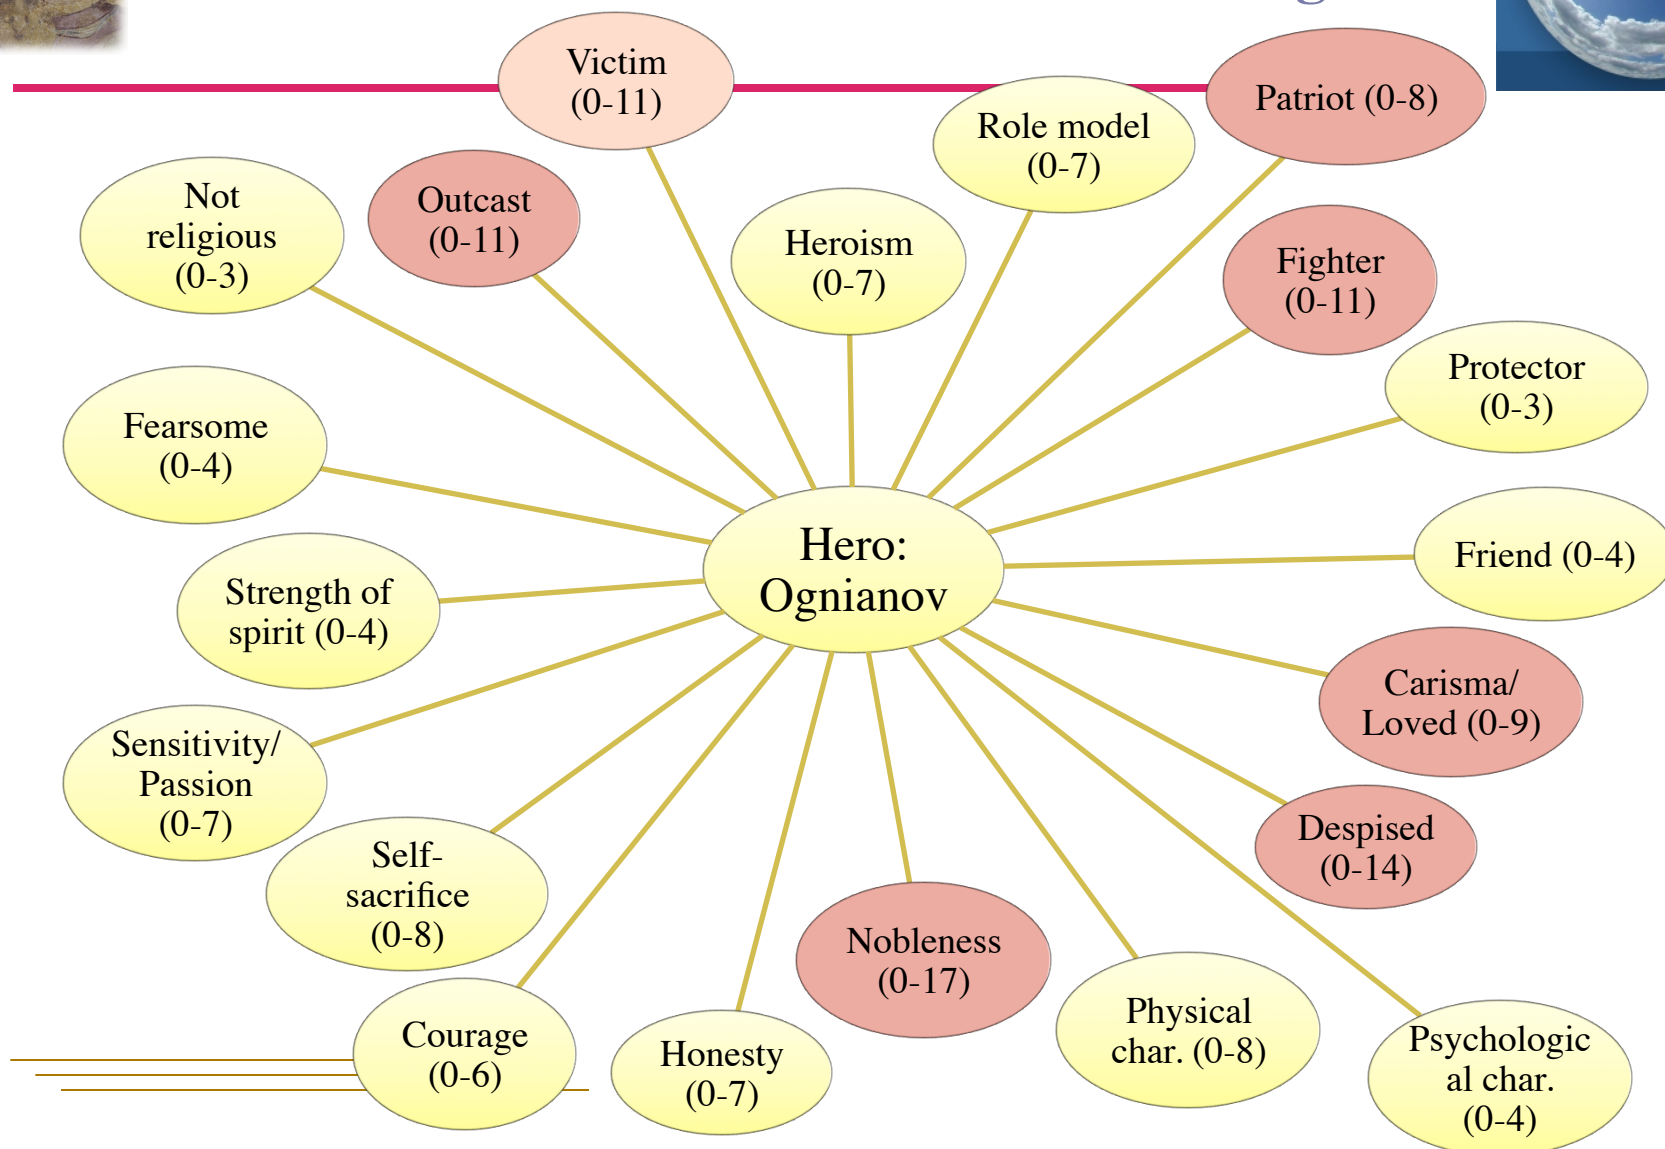 Victim
(0-11)
Patriot (0-8)
Role model
(0-7)
Not
religious
(0-3)
Outcast
(0-11)
Heroism
(0-7)
Fighter
(0-11)
Protector
(0-3)
Fearsome
(0-4)
Hero:
Ognianov
Friend (0-4)
Strength of
spirit (0-4)
Carisma/
Loved (0-9)
Sensitivity/
Passion
(0-7)
Despised
(0-14)
Self-
sacrifice
(0-8)
Nobleness
(0-17)
Physical
char. (0-8)
Psychologic
al char.
(0-4)
Courage
(0-6)
Honesty
(0-7)